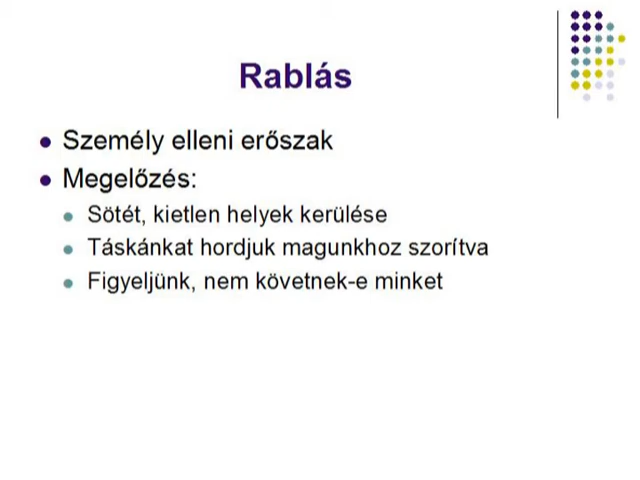 Rablás
Személy elleni erőszak
Megelőzés:
Sötét, kietlen helyek kerülése
Táskánkat hordjuk magunkhoz szorítva
Figyeljünk, nem követnek-e minket